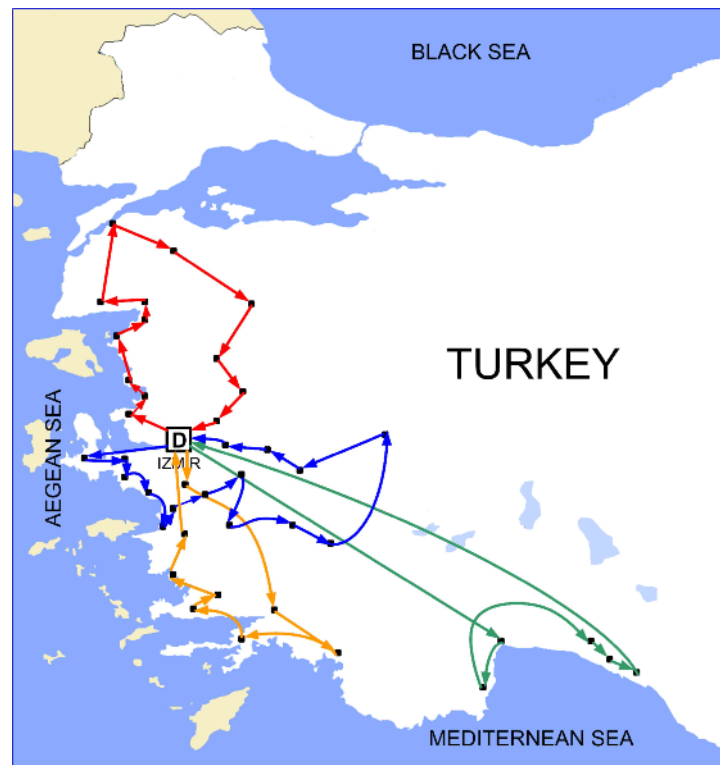 BLACK SEA
TURKEY
AEGEAN SEA
D
IZMIR
MEDITERNEAN SEA